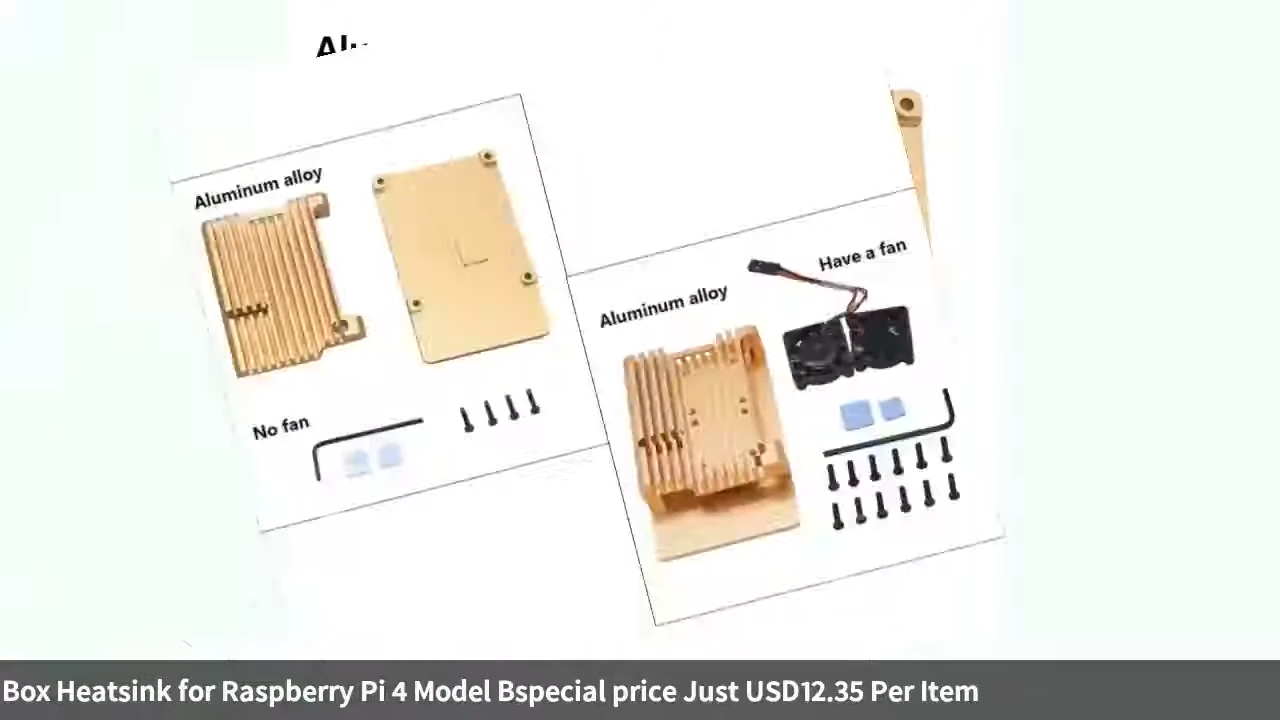 Aluminum alloy
No fan
Have a fan
Aluminum alloy
Box Heatsink for Raspberry Pi 4 Model Bspecial price Just USD12.35 Per Item